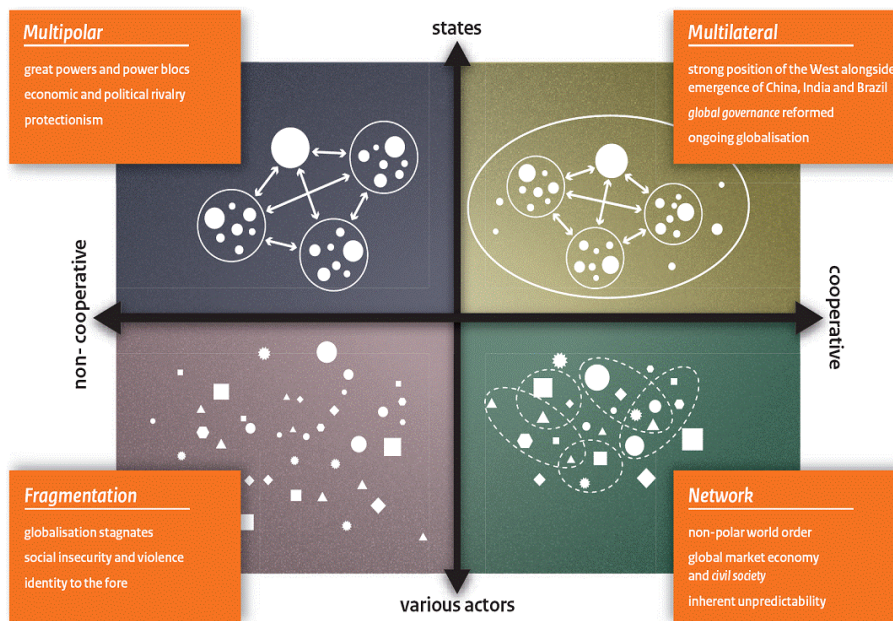 Multipolar
great powers and power blocs
economic and political rivalry
protectionism
states
Multilateral
strong position of the West alongside
emergence of China, India and Brazil
global governance reformed
ongoing globalisation
non- cooperative
cooperative
Fragmentation
globalisation stagnates
social insecurity and violence
identity to the fore
various actors
Network
non-polar world order
global market economy
and civil society
inherent unpredictability